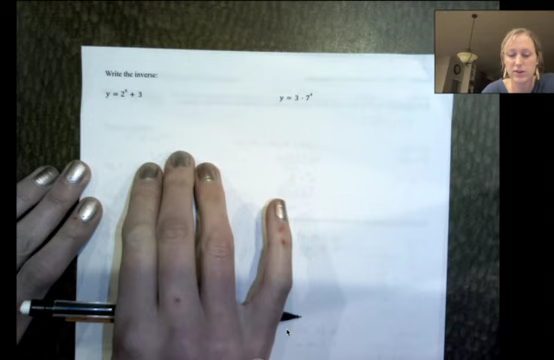 Write the inverse:
y = 2ˣ + 3
y = 3 · 7ˣ